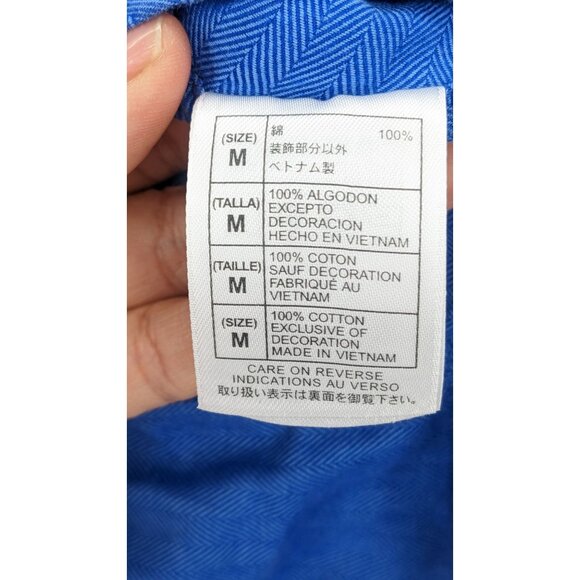 (SIZE)
M
綿 100%
装飾部分以外
ベトナム製
(TALLA)
M
100% ALGODON
EXCEPTO
DECORACION
HECHO EN VIETNAM
(TAILLE)
M
100% COTON
SAUF DECORATION
FABRIQUÉ AU
VIETNAM
(SIZE)
M
100% COTTON
EXCLUSIVE OF
DECORATION
MADE IN VIETNAM
CARE ON REVERSE
INDICATIONS AU VERSO
取り扱い表示は裏面を御覧下さい。